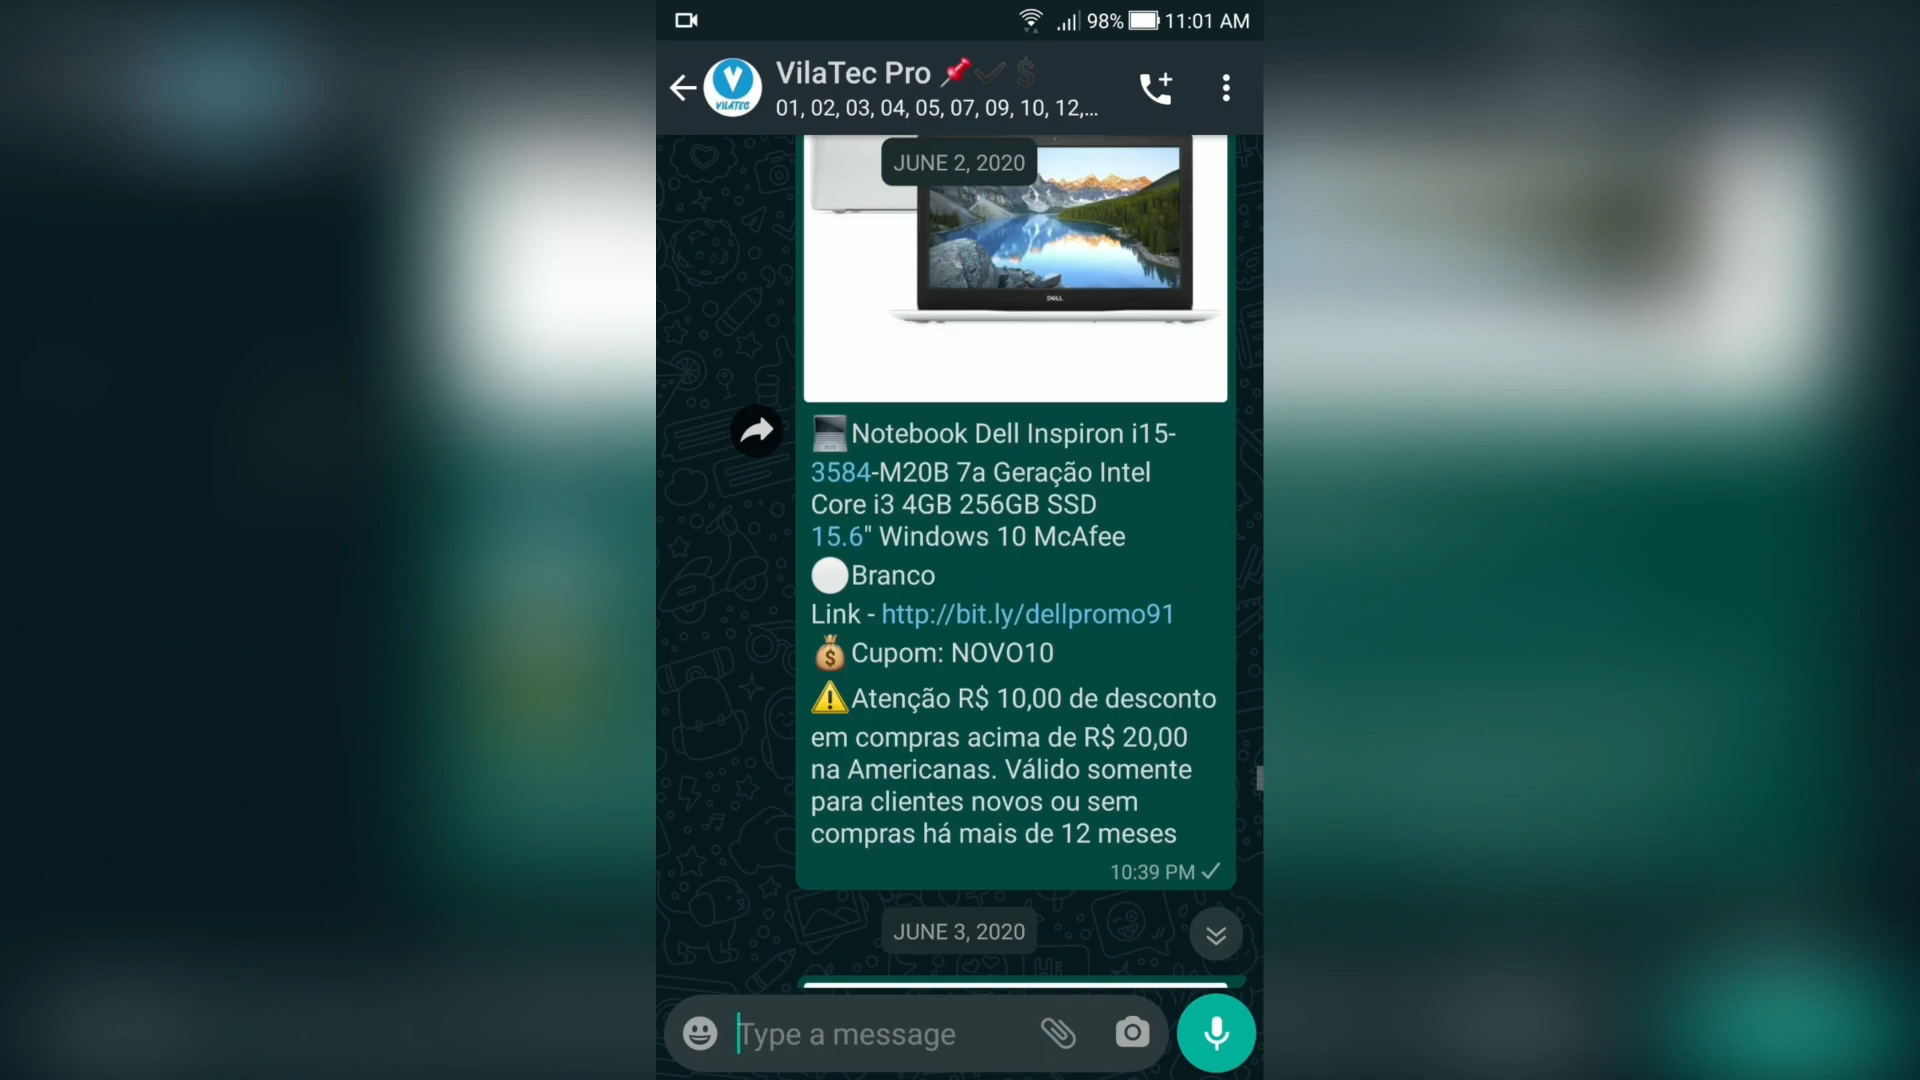 98% 11:01 AM
VilaTec Pro
VILATEC
01, 02, 03, 04, 05, 07, 09, 10, 12,...
JUNE 2, 2020
DELL
Notebook Dell Inspiron i15-
3584-M20B 7a Geração Intel
Core i3 4GB 256GB SSD
15.6" Windows 10 McAfee
Branco
Link - http://bit.ly/dellpromo91
Cupom: NOVO10
Atenção R$ 10,00 de desconto
em compras acima de R$ 20,00
na Americanas. Válido somente
para clientes novos ou sem
compras há mais de 12 meses
10:39 PM
JUNE 3, 2020
Type a message